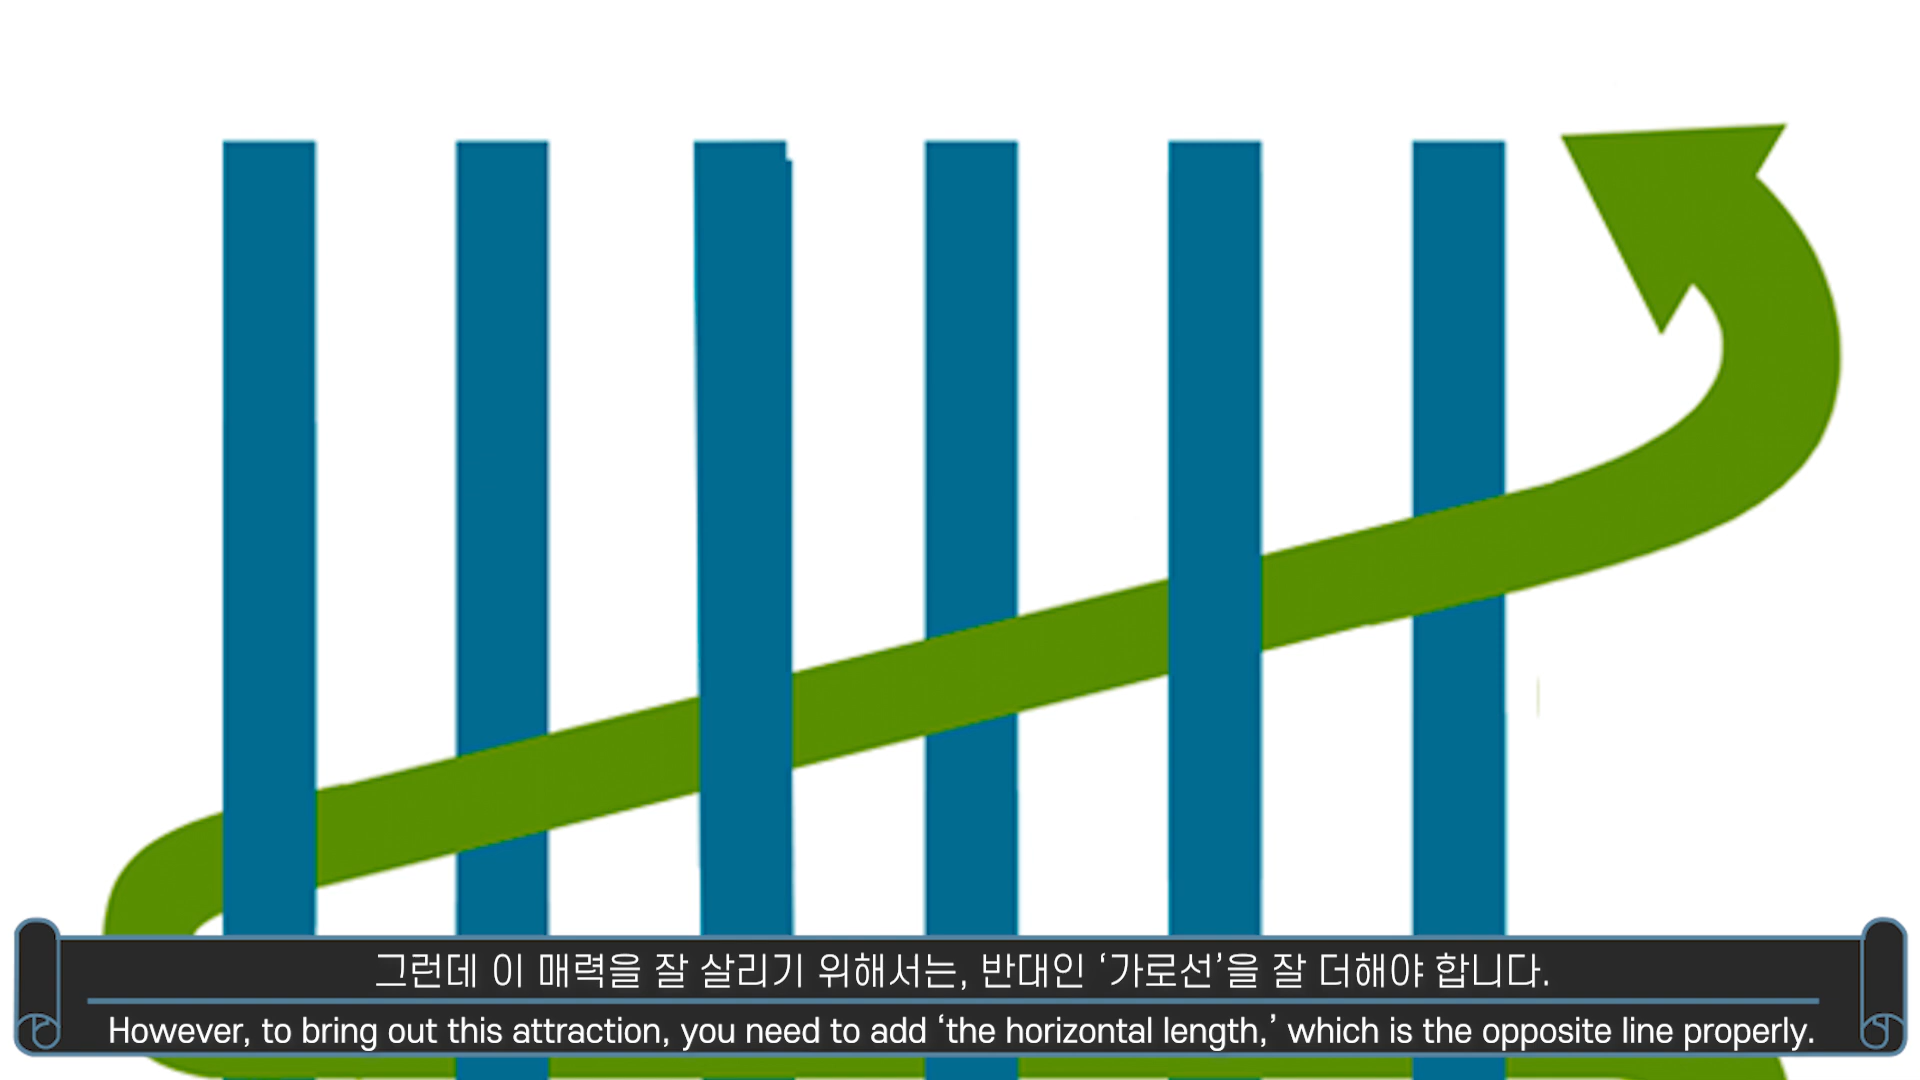 그런데 이 매력을 잘 살리기 위해서는, 반대인 ‘가로선’을 잘 더해야 합니다.
However, to bring out this attraction, you need to add ‘the horizontal length,’ which is the opposite line properly.